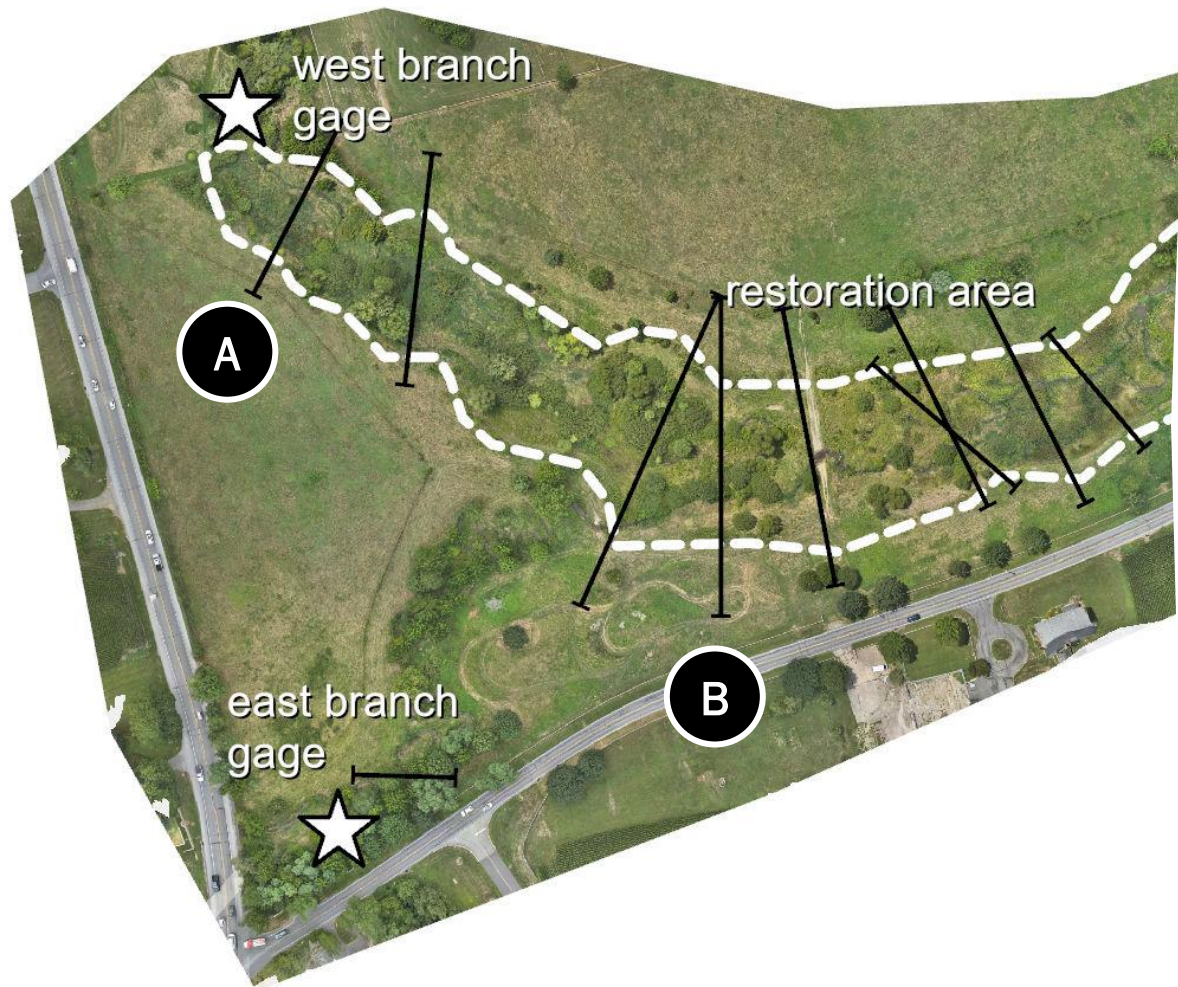 west branch
gage
restoration area
A
B
east branch
gage